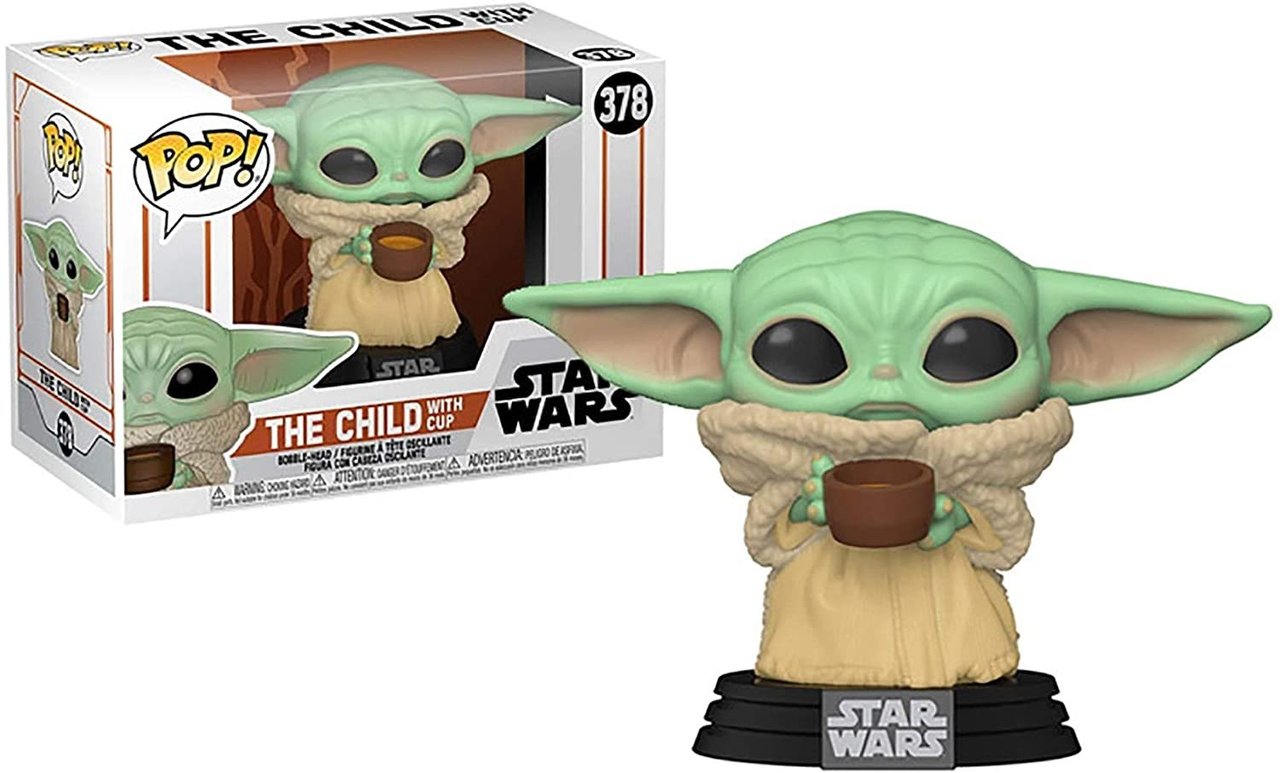 POP!
THE CHILD WITH CUP
378
378
POP!
POP!
STAR
THE CHILD
378
THE CHILD WITH CUP
STAR WARS
BOBBLE-HEAD / FIGURINE À TÊTE OSCILLANTE
FIGURA CON CABEZA OSCILANTE
WARNING: CHOKING HAZARD
ATTENTION: DANGER D'ÉTOUFFEMENT
ADVERTENCIA: PELIGRO DE ASFIXIA
STAR
WARS